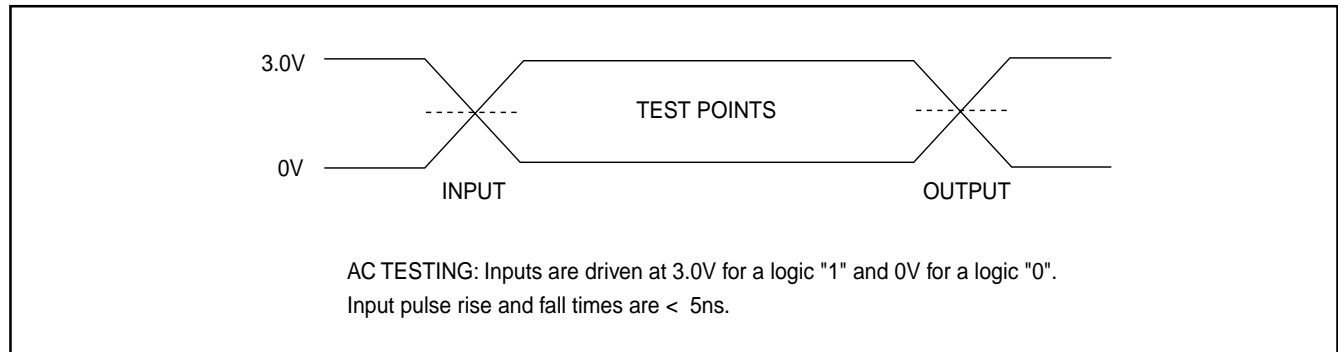 3.0V
TEST POINTS
0V
INPUT
OUTPUT
AC TESTING: Inputs are driven at 3.0V for a logic "1" and 0V for a logic "0".
Input pulse rise and fall times are < 5ns.